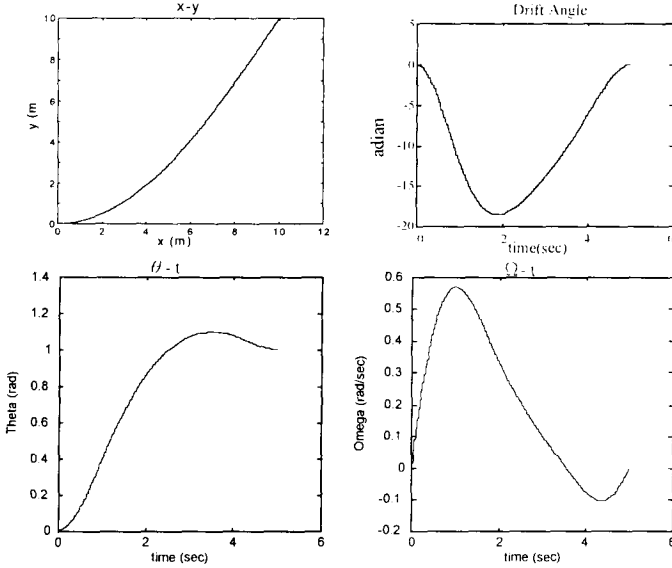 x-y
10
8
6
4
2
0
y (m
0 2 4 6 8 10 12
x (m)
Drift Angle
5
0
-5
-10
-15
-20
adian
2 4
time(sec)
θ - t
1.4
1.2
1
0.8
0.6
0.4
0.2
0
Theta (rad)
0 2 4 6
time (sec)
Ω - t
0.6
0.5
0.4
0.3
0.2
0.1
0
-0.1
-0.2
Omega (rad/sec)
0 2 4 6
time (sec)